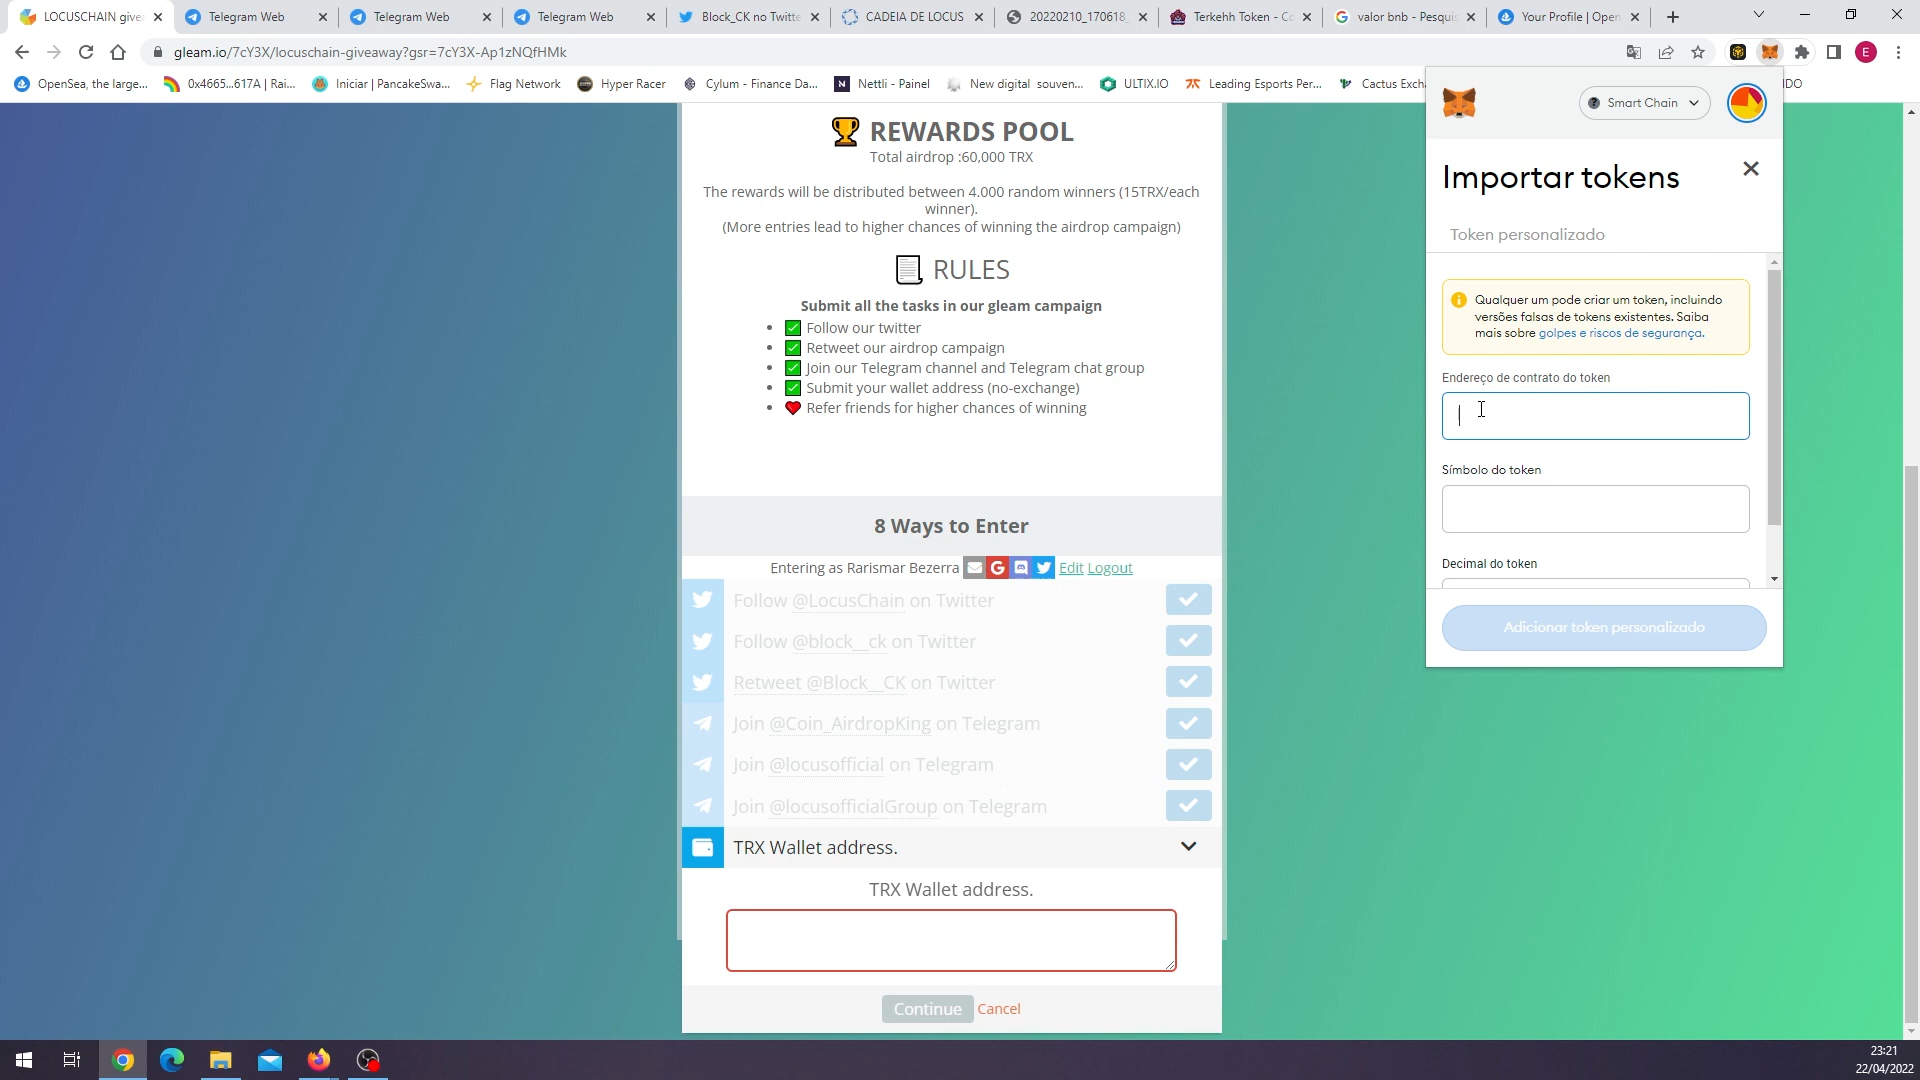 LOCUSCHAIN give
Telegram Web
Telegram Web
Telegram Web
Block_CK no Twitte
CADEIA DE LOCUS
20220210_170618_
Terkehh Token - Co
valor bnb - Pesquis
Your Profile | Open
gleam.io/7cY3X/locuschain-giveaway?gsr=7cY3X-Ap1zNQfHMk
E
OpenSea, the large...
0x4665...617A | Rai...
Iniciar | PancakeSwa...
Flag Network
Hyper Racer
Cylum - Finance Da...
Nettli - Painel
New digital souven...
ULTIX.IO
Leading Esports Per...
Cactus Exch
REWARDS POOL
Total airdrop :60,000 TRX
The rewards will be distributed between 4.000 random winners (15TRX/each
winner).
(More entries lead to higher chances of winning the airdrop campaign)
RULES
Submit all the tasks in our gleam campaign
Follow our twitter
Retweet our airdrop campaign
Join our Telegram channel and Telegram chat group
Submit your wallet address (no-exchange)
Refer friends for higher chances of winning
8 Ways to Enter
Entering as Rarismar Bezerra Edit Logout
Follow @LocusChain on Twitter
Follow @block__ck on Twitter
Retweet @Block__CK on Twitter
Join @Coin_AirdropKing on Telegram
Join @locusofficial on Telegram
Join @locusofficialGroup on Telegram
TRX Wallet address.
TRX Wallet address.
Continue Cancel
Smart Chain
Importar tokens
Token personalizado
Qualquer um pode criar um token, incluindo
versões falsas de tokens existentes. Saiba
mais sobre golpes e riscos de segurança.
Endereço de contrato do token
Símbolo do token
Decimal do token
Adicionar token personalizado
23:21
22/04/2022